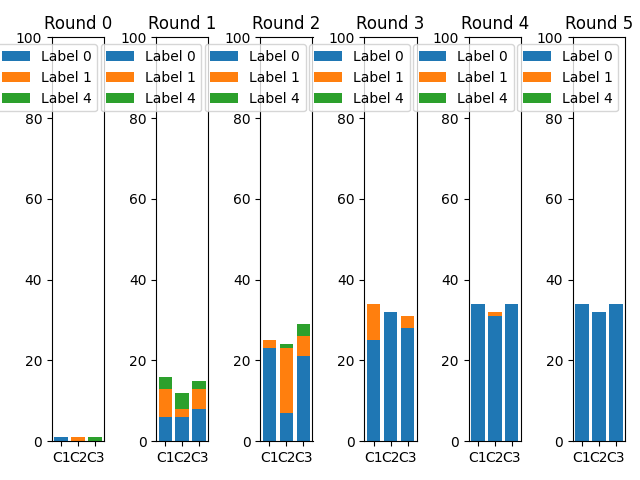 Round 0 Round 1 Round 2 Round 3 Round 4 Round 5
100 100 100 100 100 100
Label 0 Label 0 Label 0 Label 0 Label 0 Label 0
Label 1 Label 1 Label 1 Label 1 Label 1 Label 1
Label 4 Label 4 Label 4 Label 4 Label 4 Label 4
80 80 80 80 80 80
60 60 60 60 60 60
40 40 40 40 40 40
20 20 20 20 20 20
0 0 0 0 0 0
C1C2C3 C1C2C3 C1C2C3 C1C2C3 C1C2C3 C1C2C3